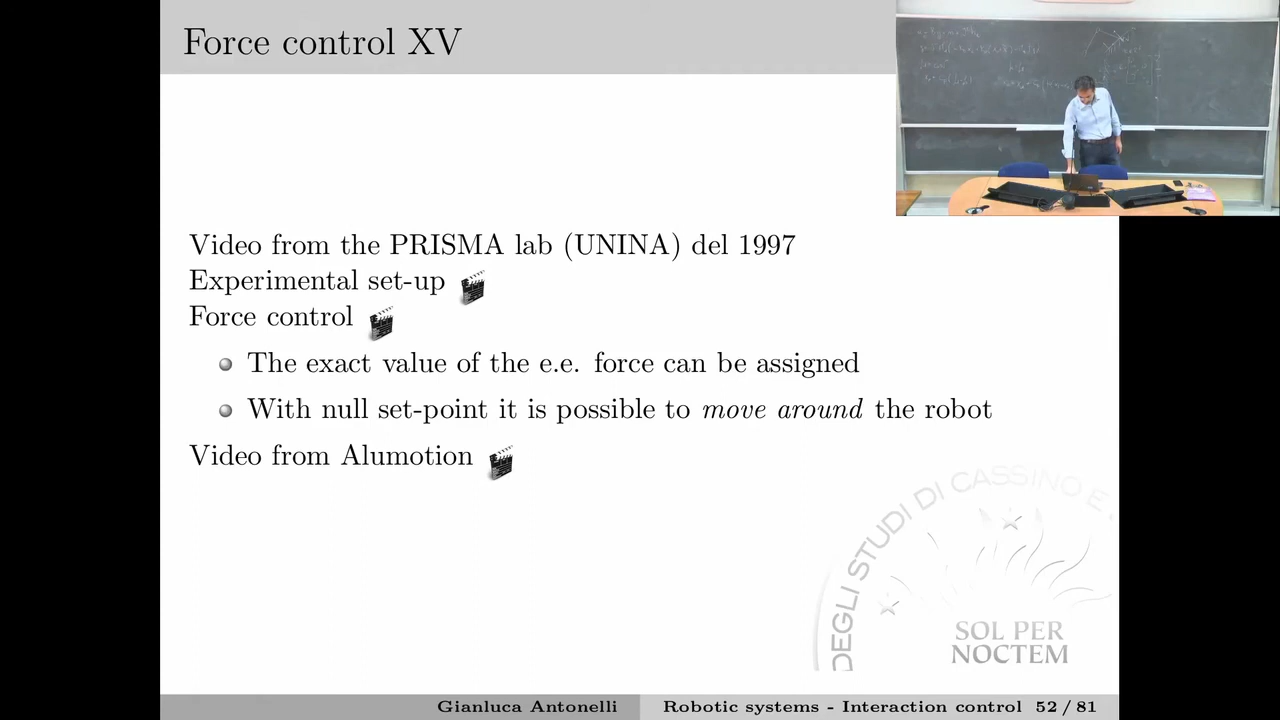 Force control XV
Video from the PRISMA lab (UNINA) del 1997
Experimental set-up
Force control
The exact value of the e.e. force can be assigned
With null set-point it is possible to move around the robot
Video from Alumotion
DEGLI STUDI DI CASSINO E
SOL PER
NOCTEM
Gianluca Antonelli
Robotic systems - Interaction control 52 / 81